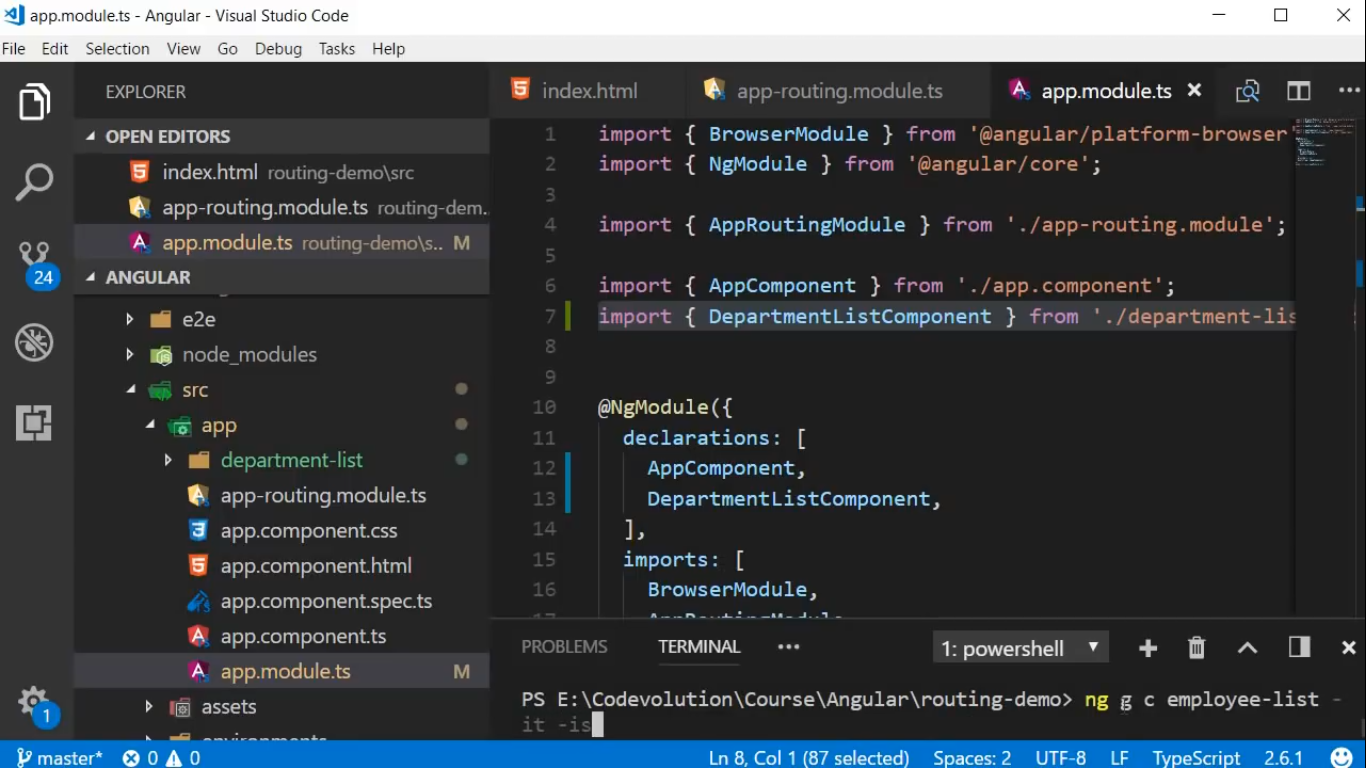 app.module.ts - Angular - Visual Studio Code
File Edit Selection View Go Debug Tasks Help
EXPLORER
OPEN EDITORS
index.html routing-demo\src
app-routing.module.ts routing-dem...
app.module.ts routing-demo\s.. M
24
ANGULAR
e2e
node_modules
src
app
department-list
app-routing.module.ts
app.component.css
app.component.html
app.component.spec.ts
app.component.ts
app.module.ts M
assets
1
index.html app-routing.module.ts app.module.ts
1 import { BrowserModule } from '@angular/platform-browser'
2 import { NgModule } from '@angular/core';
3
4 import { AppRoutingModule } from './app-routing.module';
5
6 import { AppComponent } from './app.component';
7 import { DepartmentListComponent } from './department-lis
8
9
10 @NgModule({
11 declarations: [
12 AppComponent,
13 DepartmentListComponent,
14 ],
15 imports: [
16 BrowserModule,
PROBLEMS TERMINAL ••• 1: powershell
PS E:\Codevolution\Course\Angular\routing-demo> ng g c employee-list -
it -is
master* 0 0 Ln 8, Col 1 (87 selected) Spaces: 2 UTF-8 LF TypeScript 2.6.1